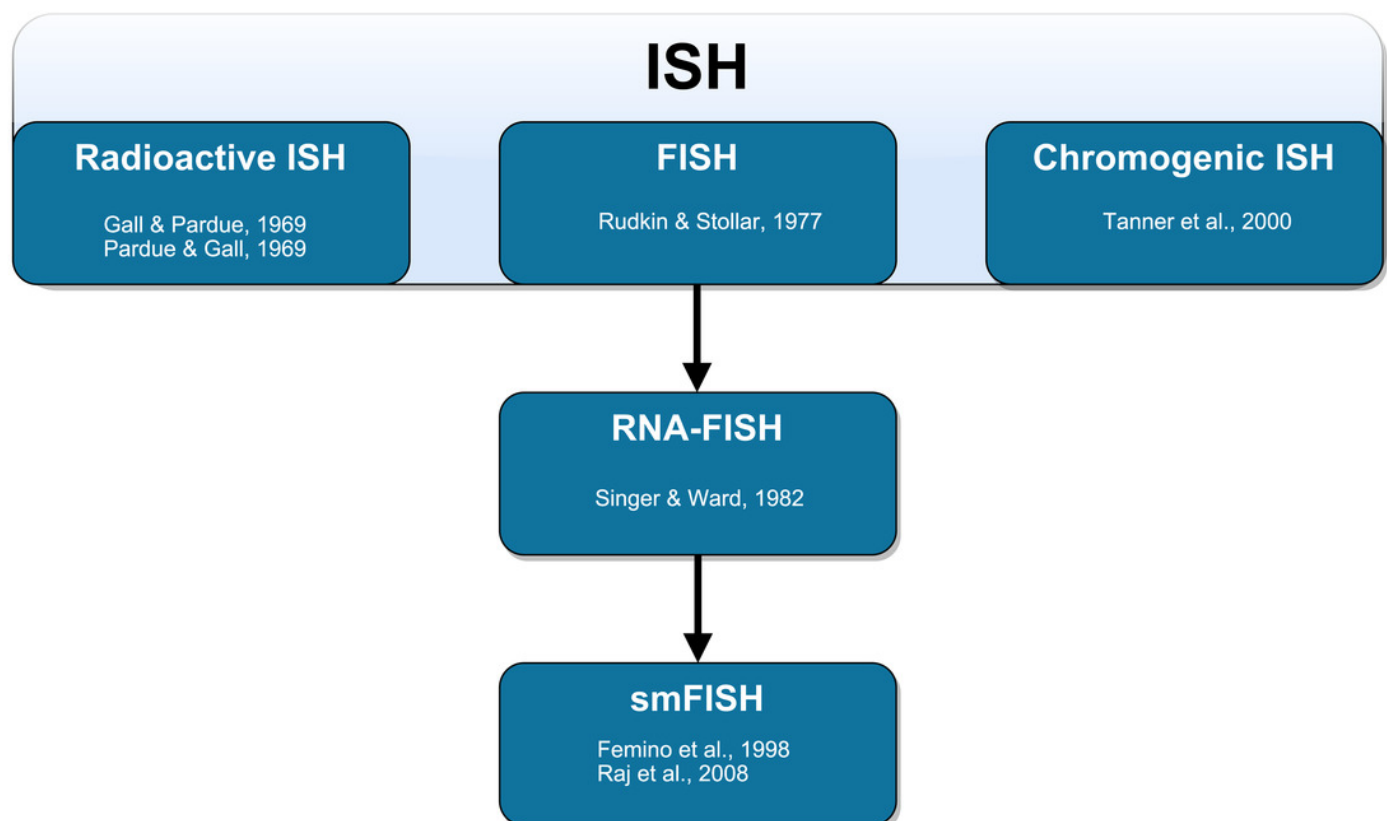 ISH
Radioactive ISH
Gall & Pardue, 1969
Pardue & Gall, 1969
FISH
Rudkin & Stollar, 1977
Chromogenic ISH
Tanner et al., 2000
RNA-FISH
Singer & Ward, 1982
smFISH
Femino et al., 1998
Raj et al., 2008